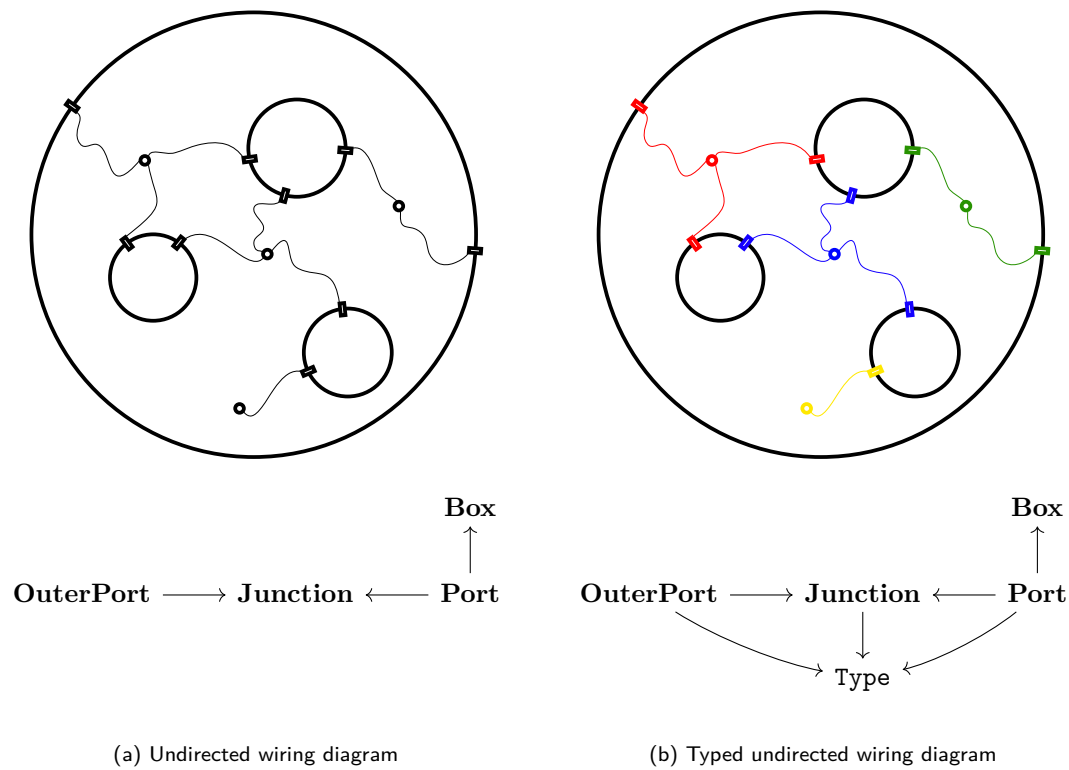 Box
OuterPort Junction Port
(a) Undirected wiring diagram
Box
OuterPort Junction Port
Type
(b) Typed undirected wiring diagram